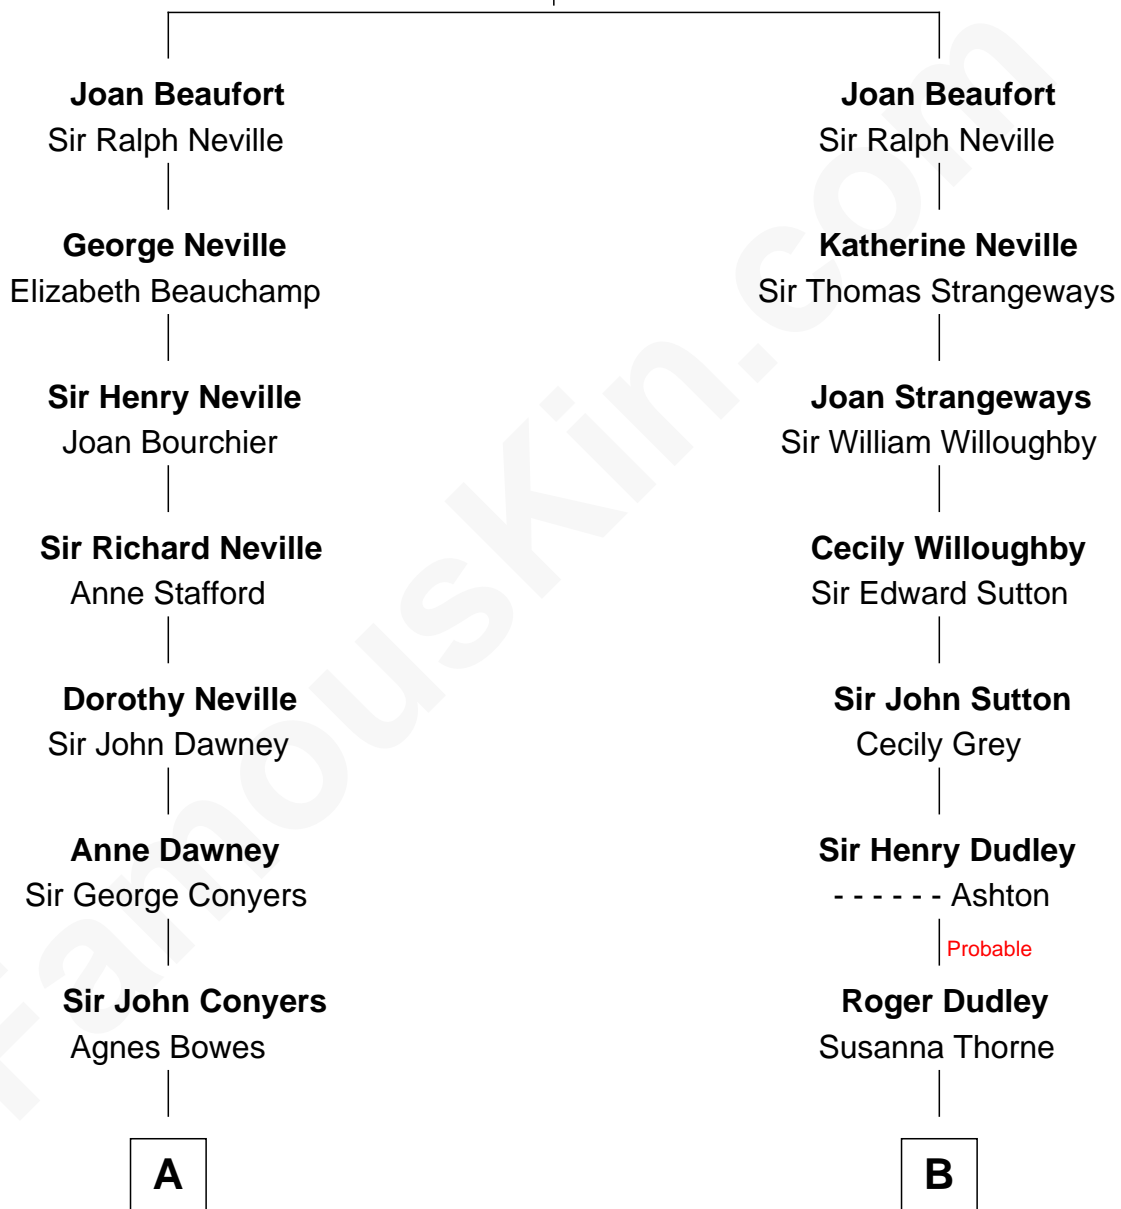 Joan Beaufort
Sir Ralph Neville
George Neville
Elizabeth Beauchamp
Sir Henry Neville
Joan Bourchier
Sir Richard Neville
Anne Stafford
Dorothy Neville
Sir John Dawney
Anne Dawney
Sir George Conyers
Sir John Conyers
Agnes Bowes
A
Joan Beaufort
Sir Ralph Neville
Katherine Neville
Sir Thomas Strangeways
Joan Strangeways
Sir William Willoughby
Cecily Willoughby
Sir Edward Sutton
Sir John Sutton
Cecily Grey
Sir Henry Dudley
- - - - - - Ashton
Probable
Roger Dudley
Susanna Thorne
B
FamousKin.com